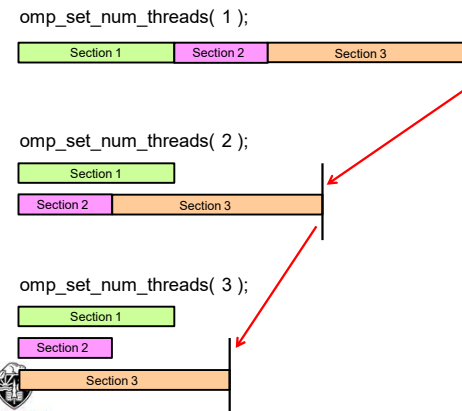 omp_set_num_threads( 1 );
Section 1 Section 2 Section 3
omp_set_num_threads( 2 );
Section 1
Section 2 Section 3
omp_set_num_threads( 3 );
Section 1
Section 2
Section 3